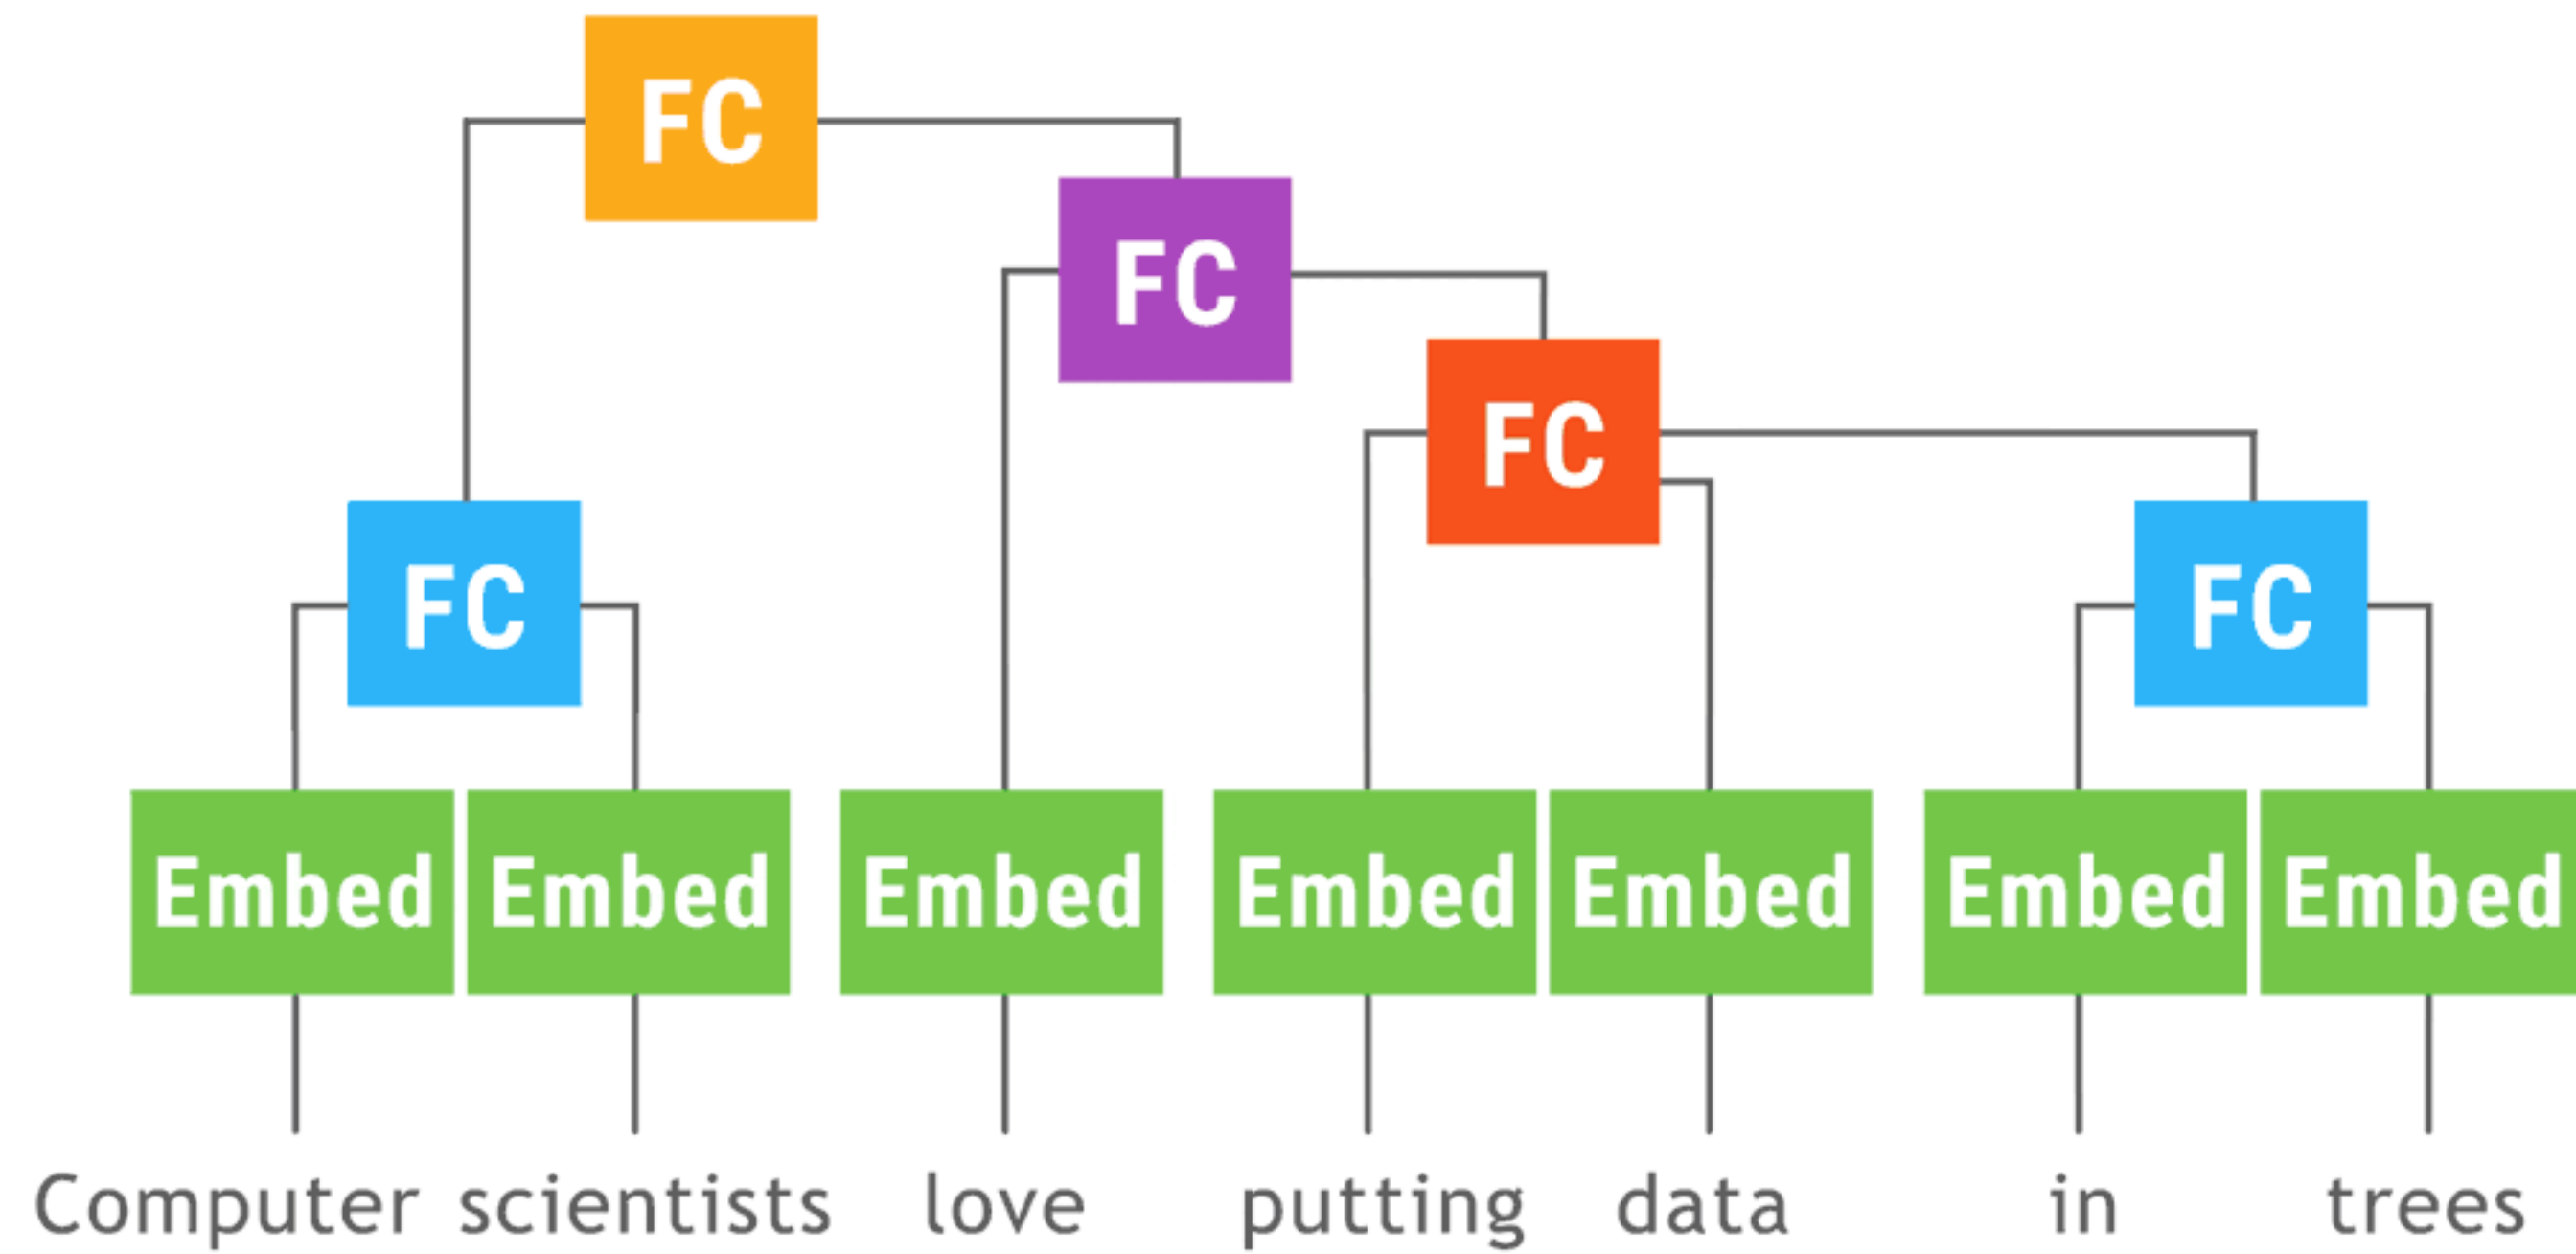 FC
FC
FC
FC FC
Embed Embed Embed Embed Embed Embed Embed
Computer scientists love putting data in trees